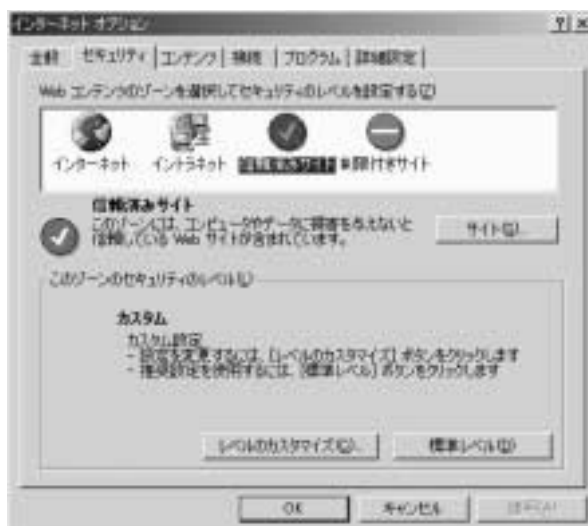 インターネット オプション
全般 セキュリティ コンテンツ 接続 プログラム 詳細設定
Web コンテンツのゾーンを選択してセキュリティのレベルを設定する(Z)
インターネット イントラネット 信頼済みサイト 制限付きサイト
信頼済みサイト
このゾーンには、コンピュータやデータに損害を与えないと
信頼している Web サイトが含まれています。
サイト(S)...
このゾーンのセキュリティのレベル(L)
カスタム
カスタム設定
- 設定を変更するには、[レベルのカスタマイズ] ボタンをクリックします
- 推奨設定を使用するには、[標準レベル] ボタンをクリックします
レベルのカスタマイズ(C)... 標準レベル(D)
OK キャンセル 適用(A)